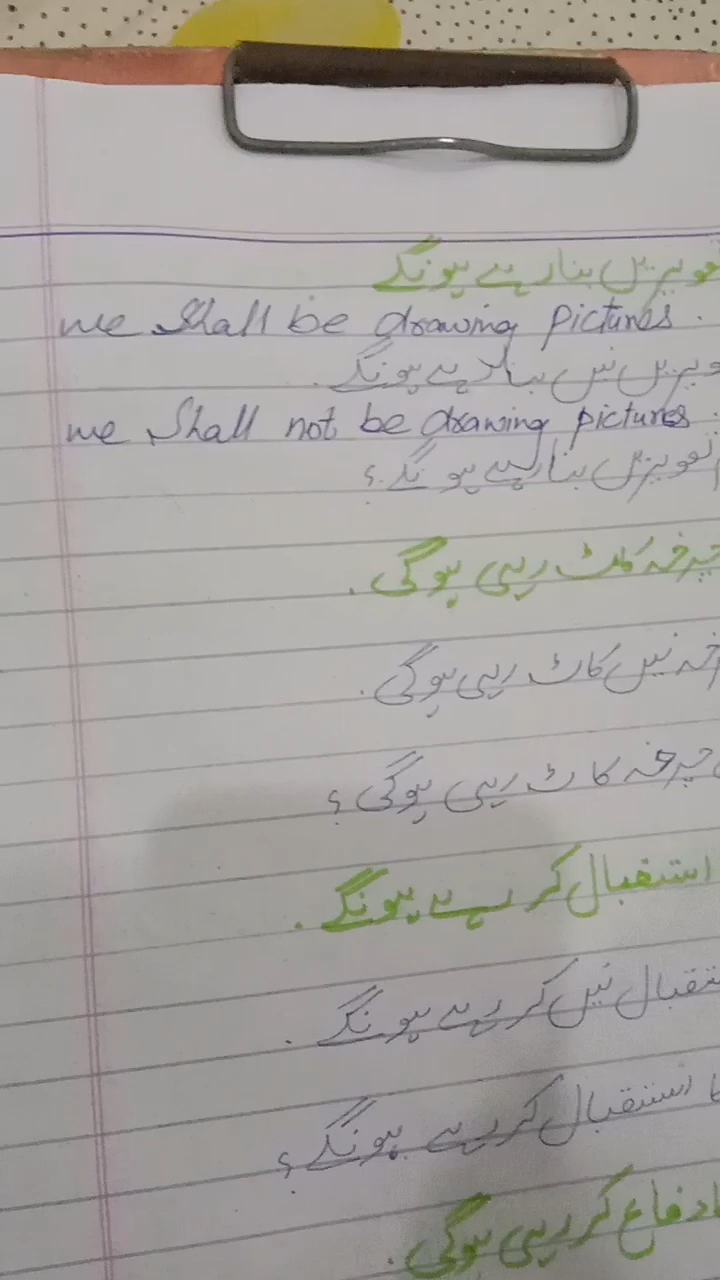 بنا رہے ہونگے
we shall be drawing pictures.
نہیں بنا رہے ہونگے.
we shall not be drawing pictures.
بنا رہے ہونگے؟
چرخہ کاٹ رہی ہوگی.
نہیں کاٹ رہی ہوگی.
چرخہ کاٹ رہی ہوگی؟
استقبال کر رہے ہونگے.
نہیں کر رہے ہونگے.
استقبال کر رہے ہونگے؟
دفاع کر رہی ہوگی.